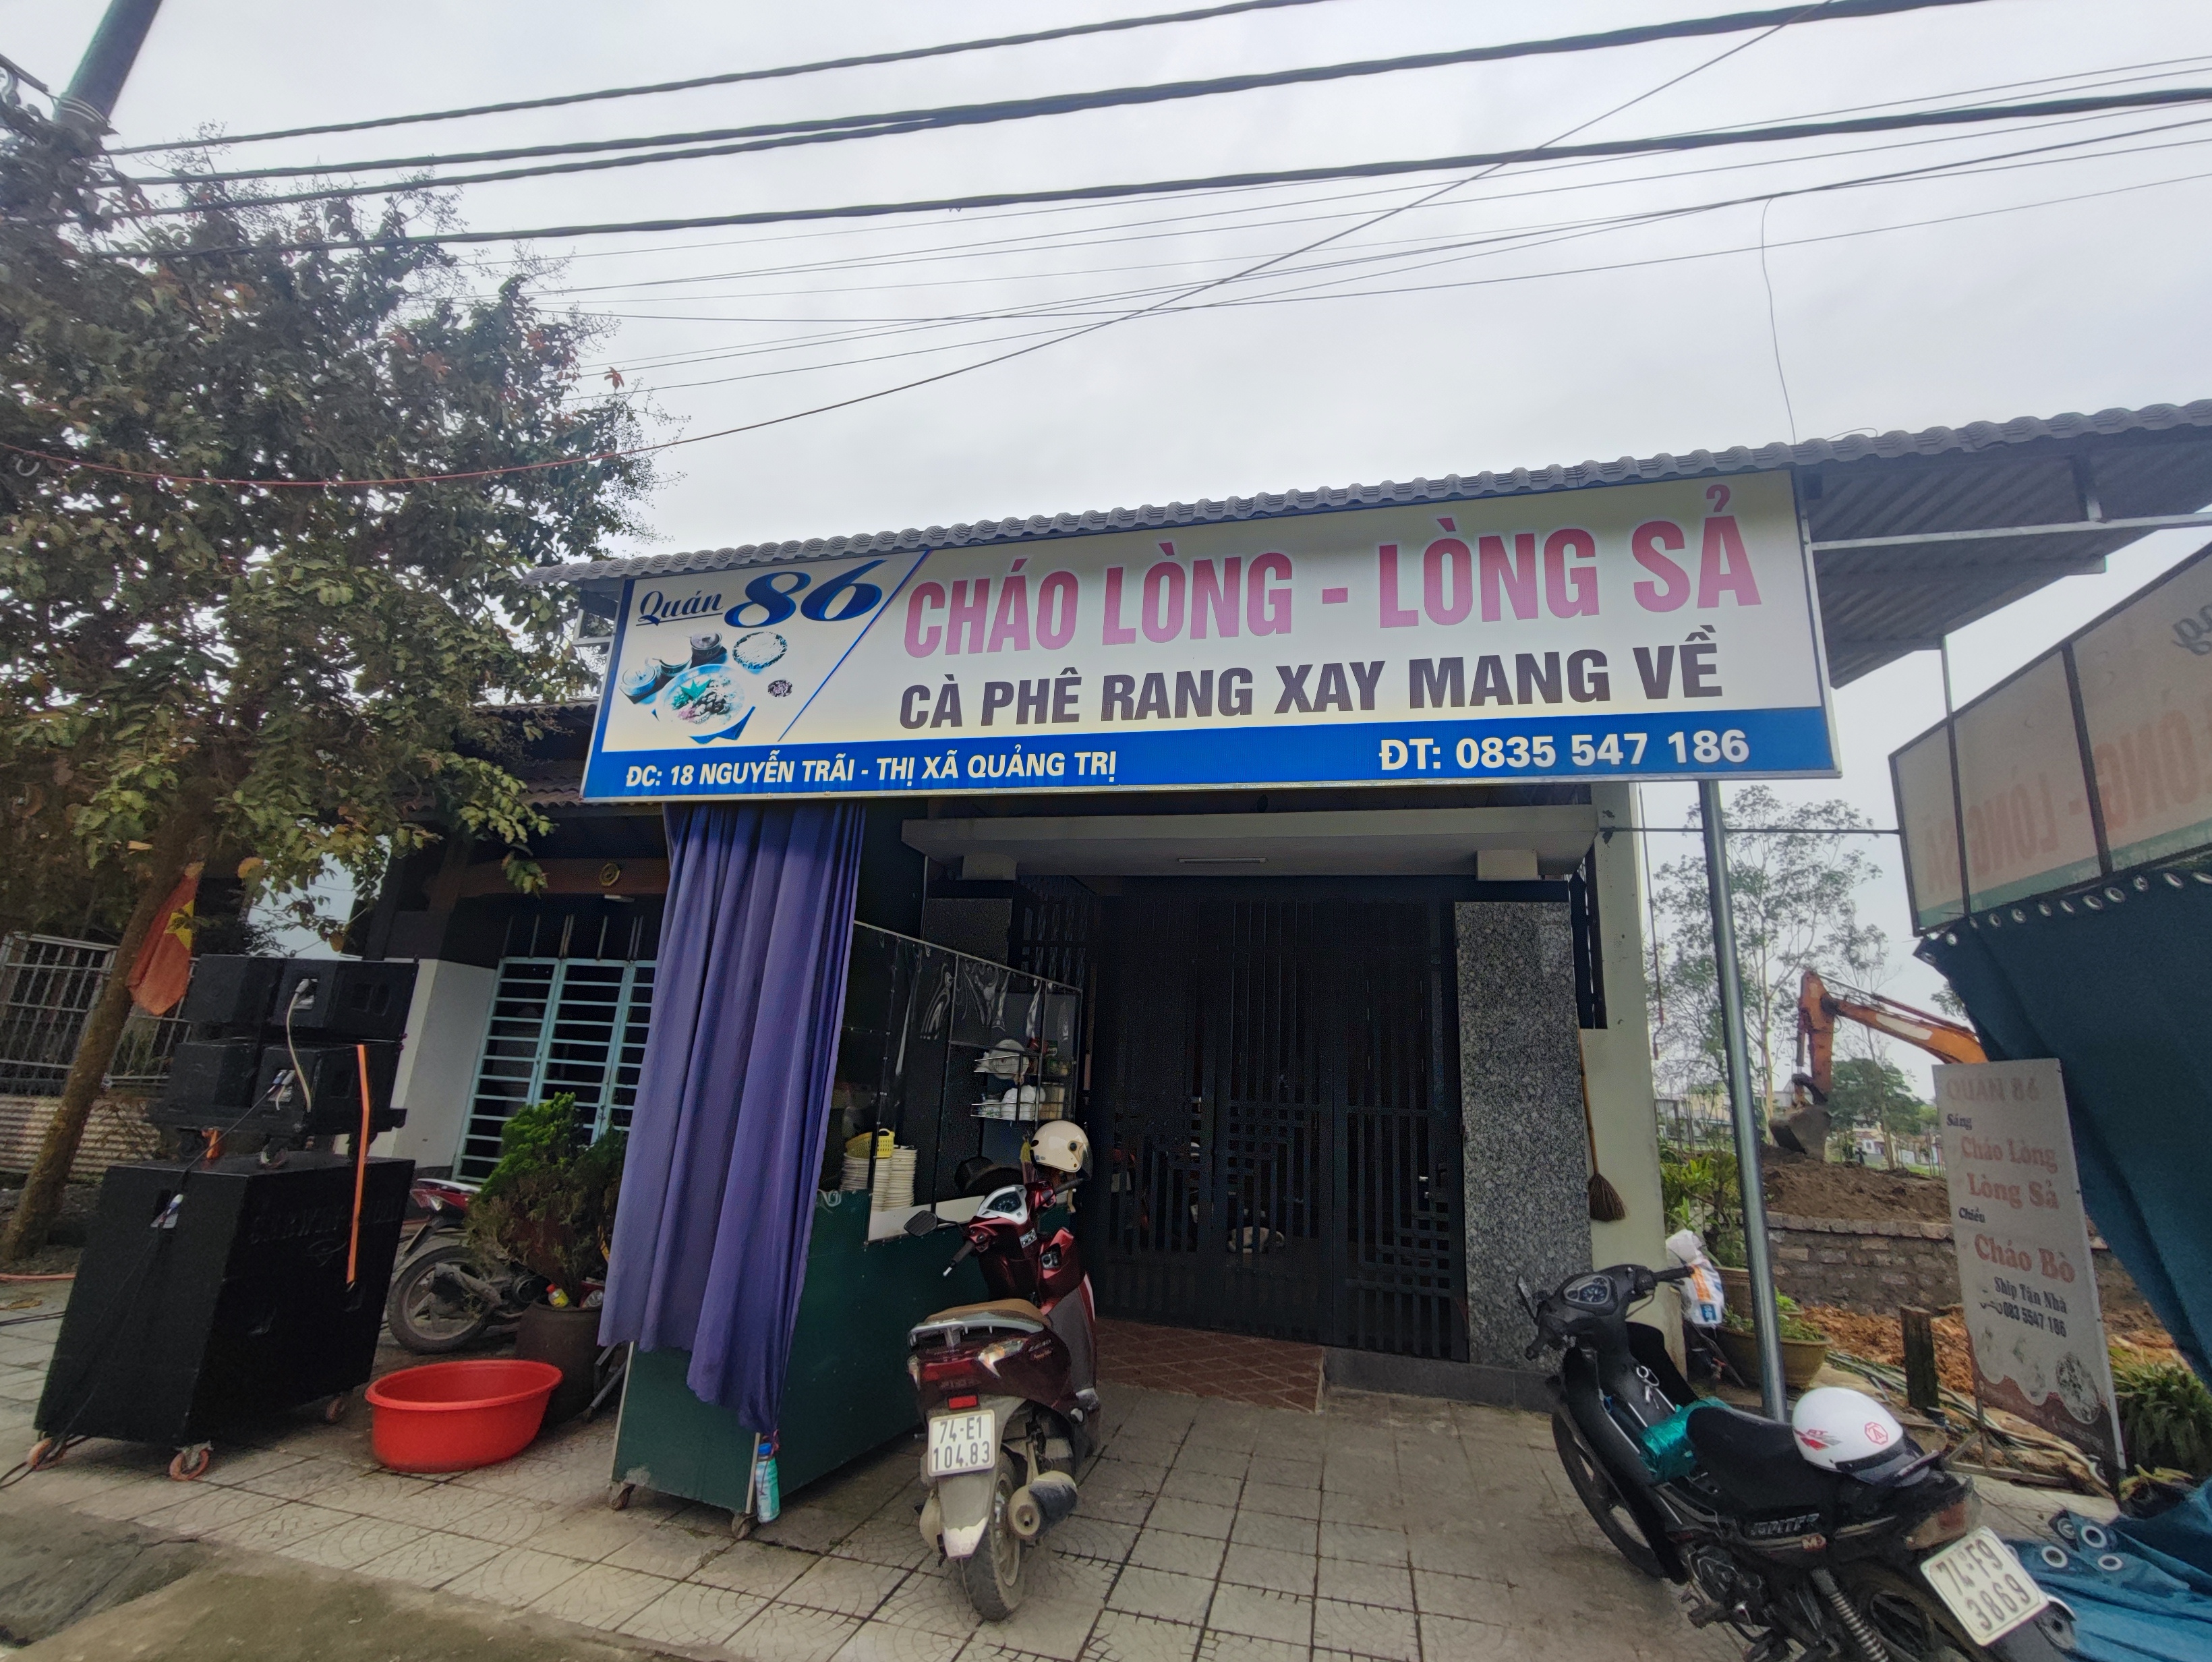 Quán 86
CHÁO LÒNG - LÒNG SẢ
CÀ PHÊ RANG XAY MANG VỀ
ĐC: 18 NGUYỄN TRÃI - THỊ XÃ QUẢNG TRỊ
ĐT: 0835 547 186
QUÁN 86
Sáng
Cháo Lòng
Lòng Sả
Chiều
Cháo Bò
Ship Tận Nhà
083 5547 186
74-E1
104.83
74-F9
3869